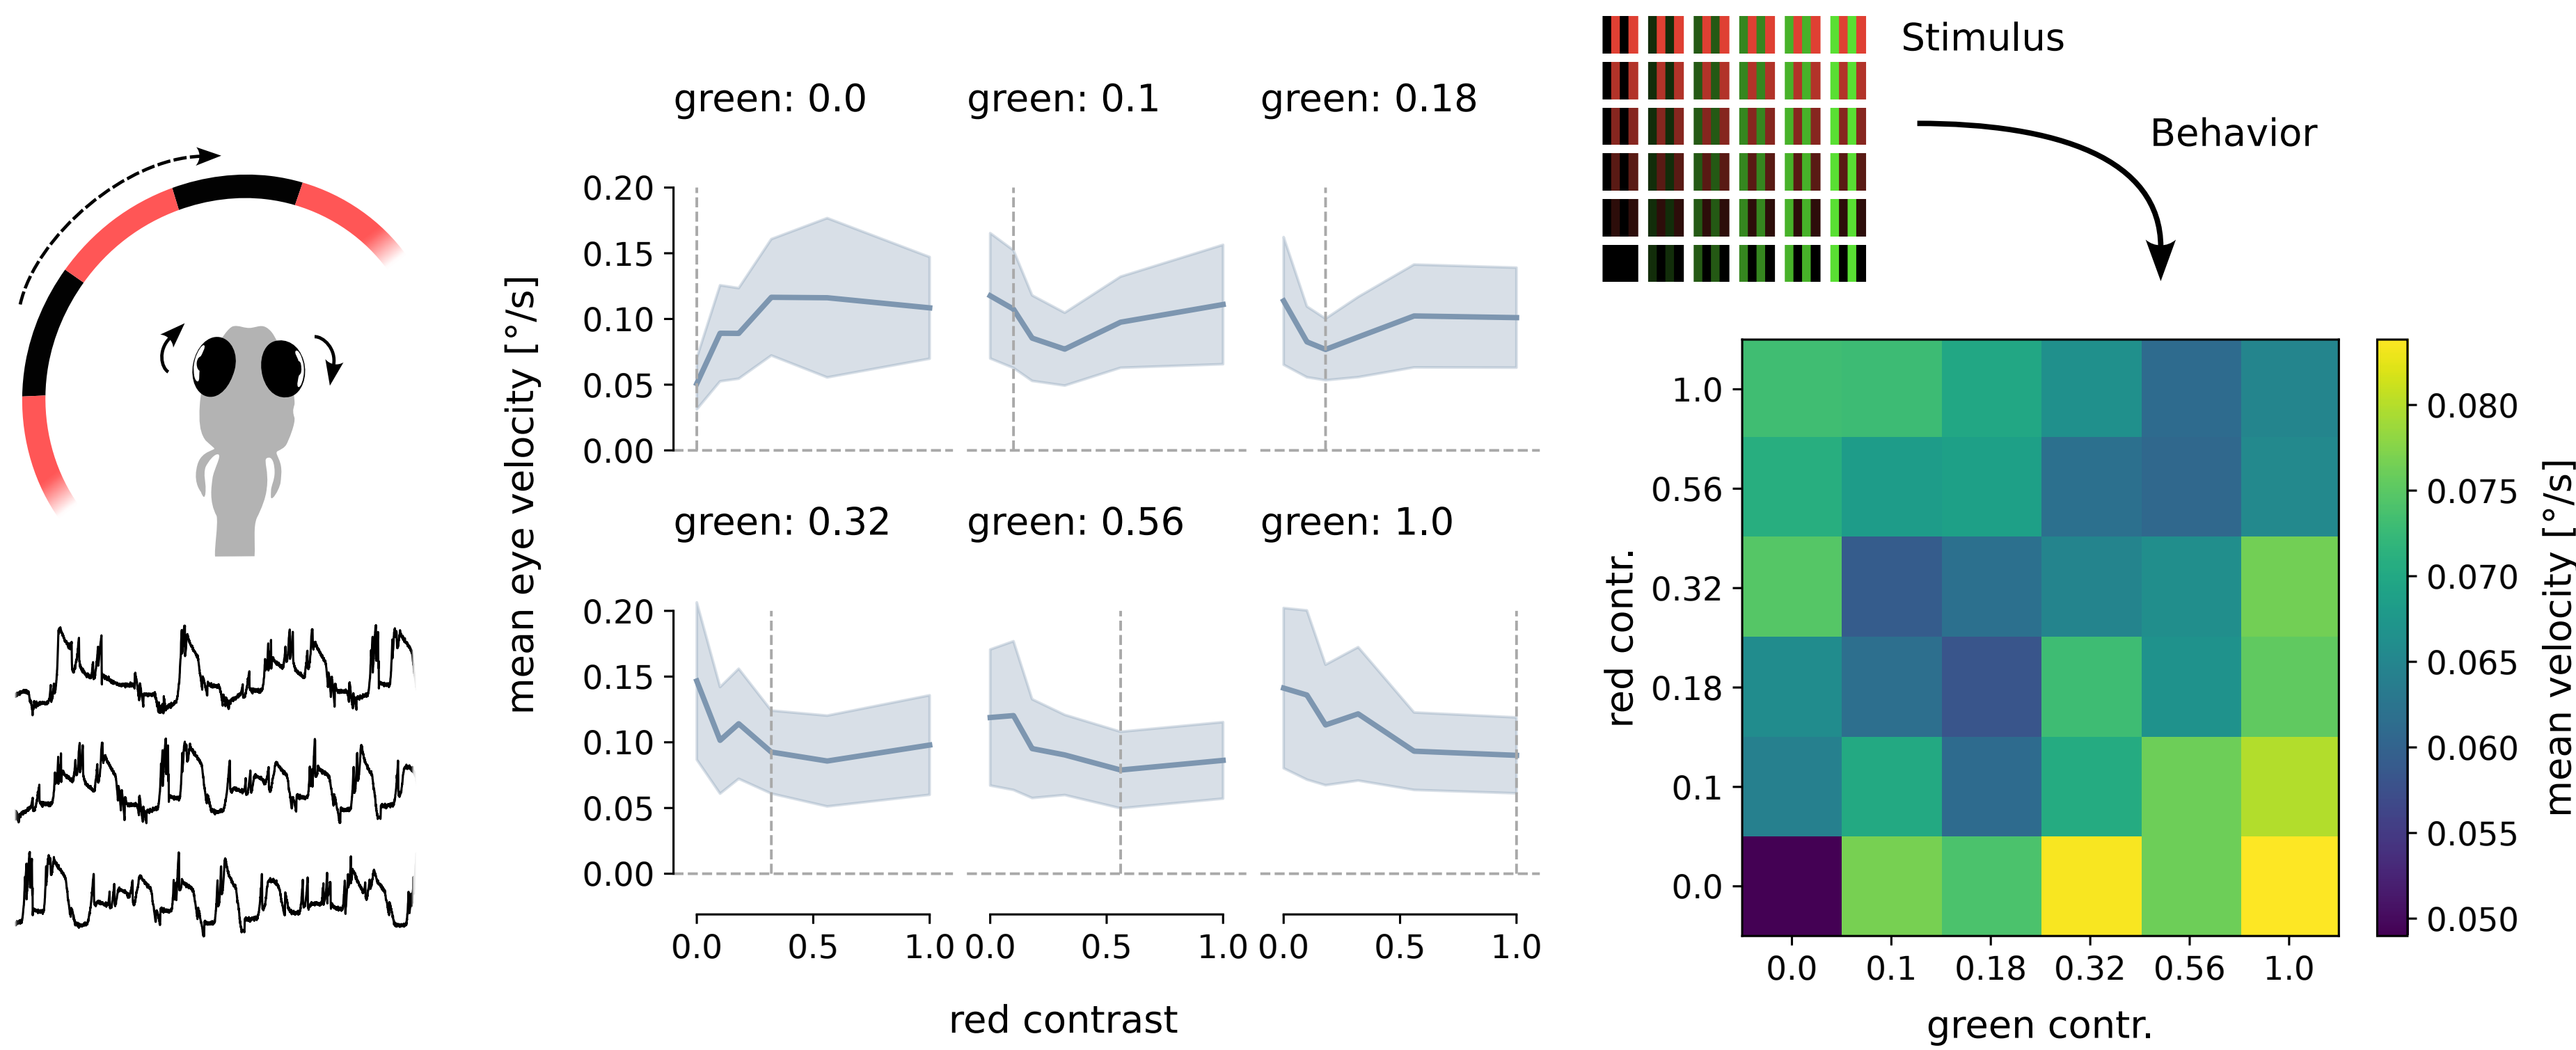 mean eye velocity [°/s]
green: 0.0
green: 0.1
green: 0.18
0.20
0.15
0.10
0.05
0.00
green: 0.32
green: 0.56
green: 1.0
0.20
0.15
0.10
0.05
0.00
0.0 0.5 1.0
0.0 0.5 1.0
0.0 0.5 1.0
red contrast
Stimulus
Behavior
red contr.
1.0
0.56
0.32
0.18
0.1
0.0
0.0 0.1 0.18 0.32 0.56 1.0
green contr.
0.080
0.075
0.070
0.065
0.060
0.055
0.050
mean velocity [°/s]